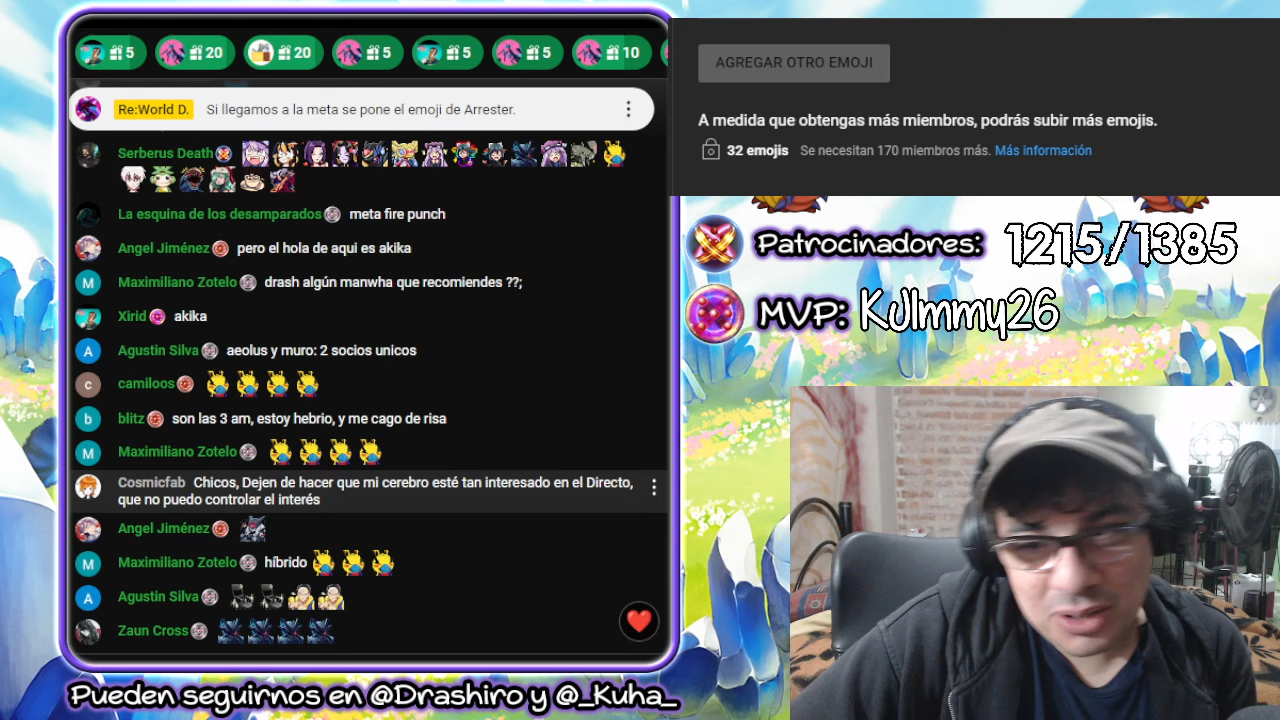 5
20
20
5
5
5
10
Re:World D. Si llegamos a la meta se pone el emoji de Arrester.
Serberus Death
La esquina de los desamparados meta fire punch
Angel Jiménez pero el hola de aqui es akika
M Maximiliano Zotelo drash algún manwha que recomiendes ??;
Xirid akika
A Agustin Silva aeolus y muro: 2 socios unicos
c camiloos
b blitz son las 3 am, estoy hebrio, y me cago de risa
M Maximiliano Zotelo
Cosmicfab Chicos, Dejen de hacer que mi cerebro esté tan interesado en el Directo,
que no puedo controlar el interés
Angel Jiménez
M Maximiliano Zotelo híbrido
A Agustin Silva
Zaun Cross
Pueden seguirnos en @Drashiro y @_Kuha_
AGREGAR OTRO EMOJI
A medida que obtengas más miembros, podrás subir más emojis.
32 emojis Se necesitan 170 miembros más. Más información
Patrocinadores: 1215/1385
MVP: KJImmy26